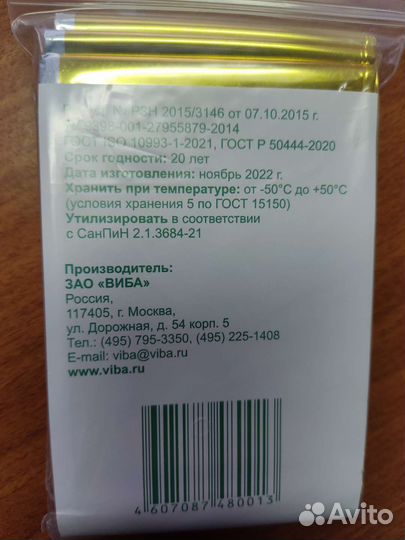 № РЗН 2015/3146 от 07.10.2015 г.
9398-001-27955879-2014
ГОСТ ISO 10993-1-2021, ГОСТ Р 50444-2020
Срок годности: 20 лет
Дата изготовления: ноябрь 2022 г.
Хранить при температуре: от -50°С до +50°С
(условия хранения 5 по ГОСТ 15150)
Утилизировать в соответствии
с СанПиН 2.1.3684-21
Производитель:
ЗАО «ВИБА»
Россия,
117405, г. Москва,
ул. Дорожная, д. 54 корп. 5
Тел.: (495) 795-3350, (495) 225-1408
E-mail: viba@viba.ru
www.viba.ru
4607087480013
Avito